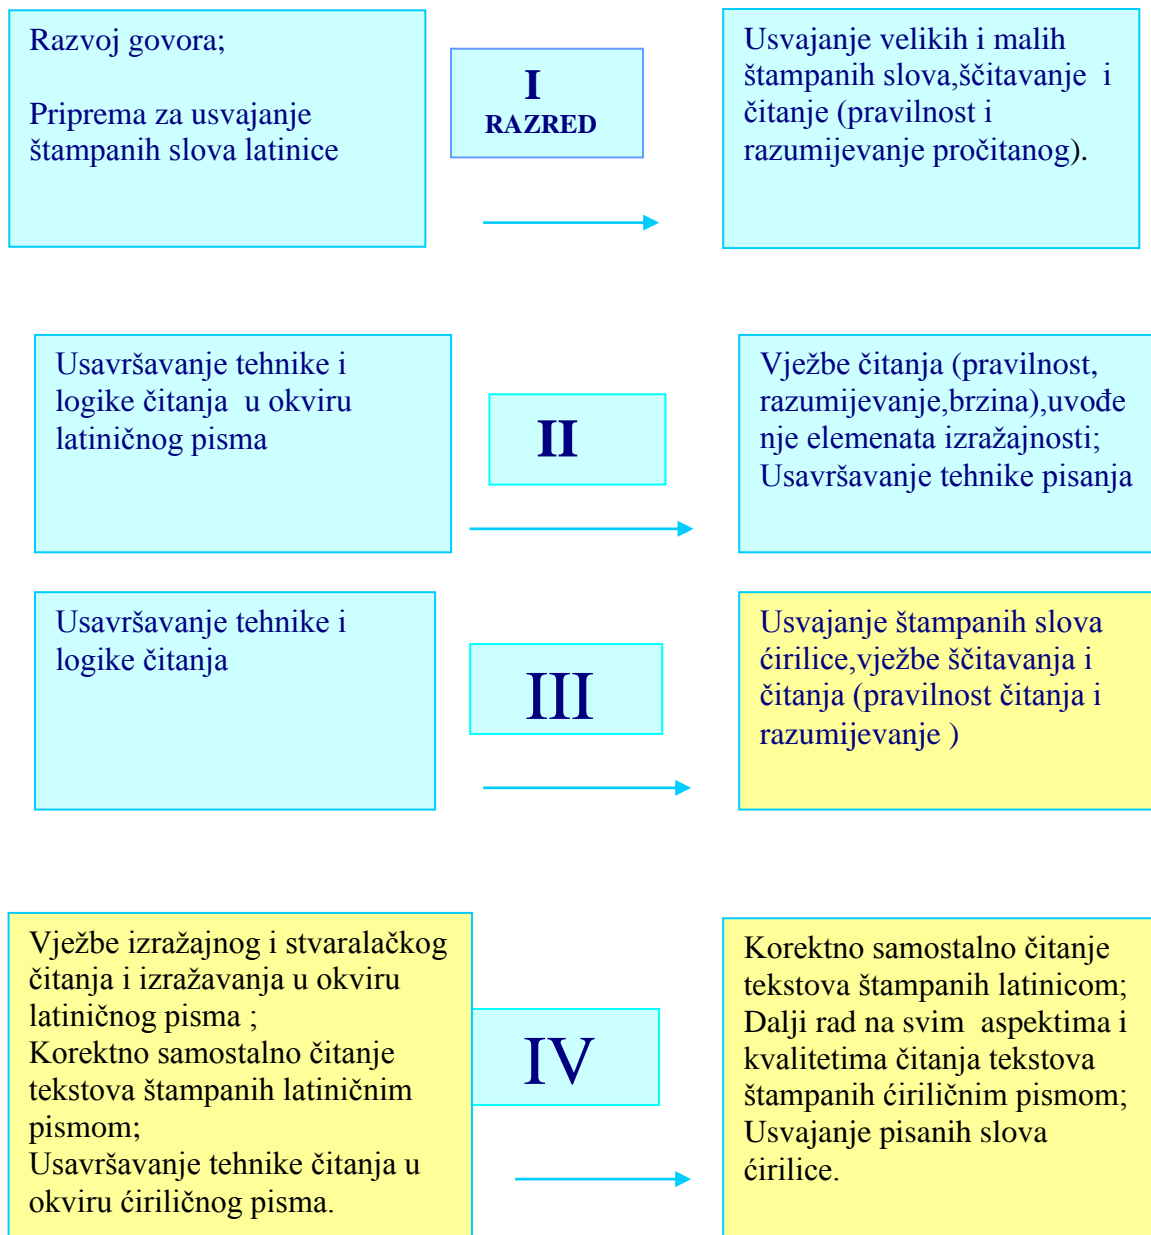 Razvoj govora;
Priprema za usvajanje
štampanih slova latinice
I
RAZRED
Usvajanje velikih i malih
štampanih slova,ščitavanje i
čitanje (pravilnost i
razumijevanje pročitanog).
Usavršavanje tehnike i
logike čitanja u okviru
latiničnog pisma
II
Vježbe čitanja (pravilnost,
razumijevanje,brzina),uvođe
nje elemenata izražajnosti;
Usavršavanje tehnike pisanja
Usavršavanje tehnike i
logike čitanja
III
Usvajanje štampanih slova
ćirilice,vježbe ščitavanja i
čitanja (pravilnost čitanja i
razumijevanje )
Vježbe izražajnog i stvaralačkog
čitanja i izražavanja u okviru
latiničnog pisma ;
Korektno samostalno čitanje
tekstova štampanih latiničnim
pismom;
Usavršavanje tehnike čitanja u
okviru ćiriličnog pisma.
IV
Korektno samostalno čitanje
tekstova štampanih latinicom;
Dalji rad na svim aspektima i
kvalitetima čitanja tekstova
štampanih ćiriličnim pismom;
Usvajanje pisanih slova
ćirilice.